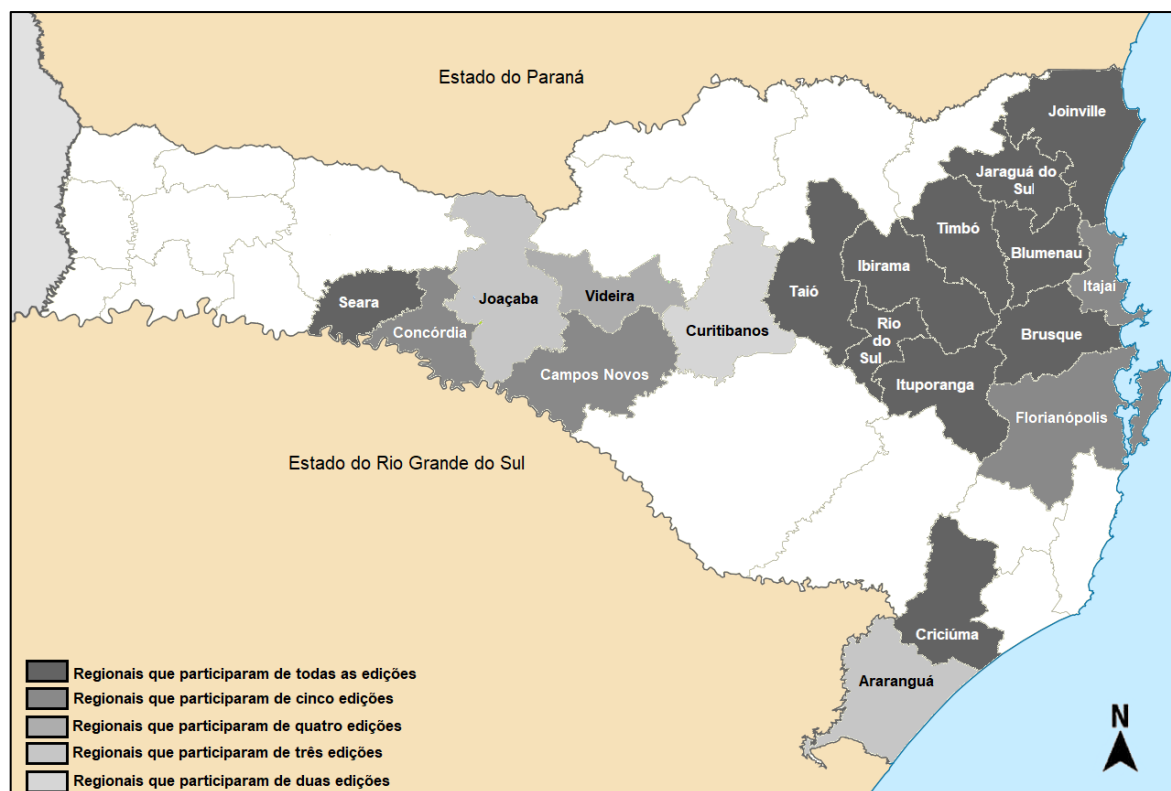 Estado do Paraná
Joinville
Jaraguá do
Sul
Timbó
Blumenau
Ibirama
Itajaí
Taió
Seara
Joaçaba
Videira
Rio
do
Sul
Curitibanos
Concórdia
Brusque
Campos Novos
Ituporanga
Florianópolis
Estado do Rio Grande do Sul
Criciúma
Araranguá
Regionais que participaram de todas as edições
Regionais que participaram de cinco edições
Regionais que participaram de quatro edições
Regionais que participaram de três edições
Regionais que participaram de duas edições
N